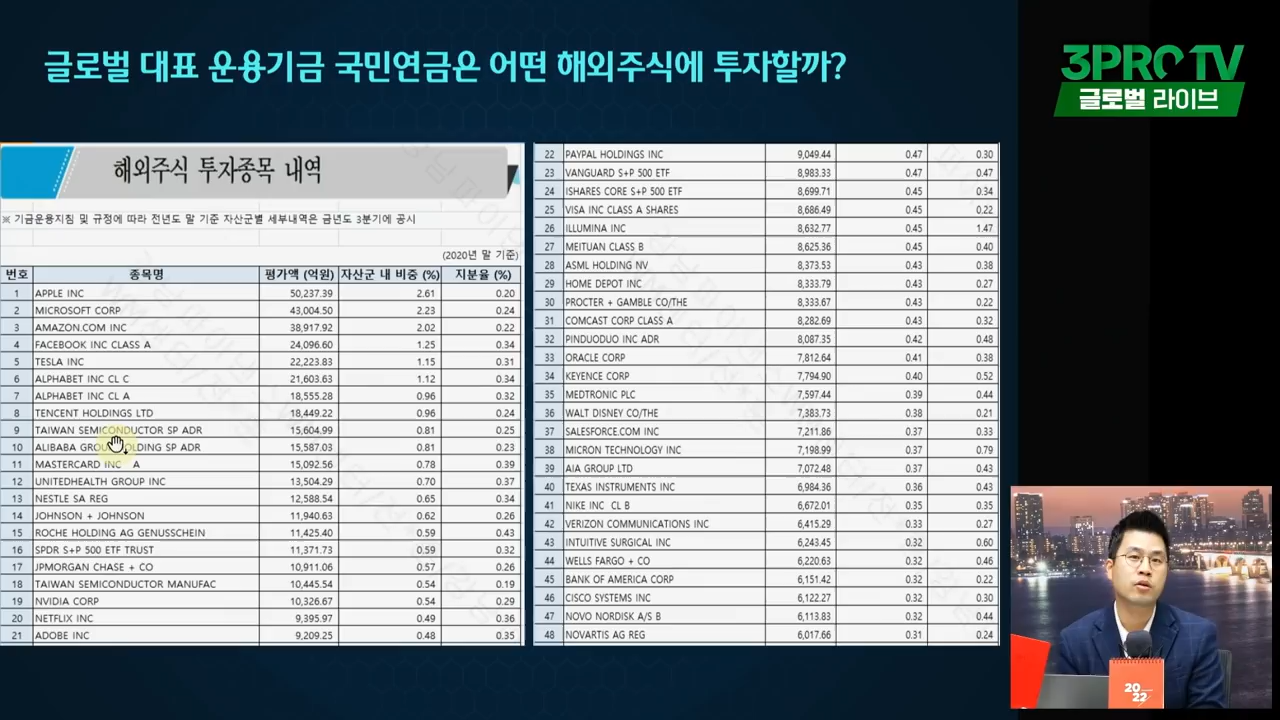 글로벌 대표 운용기금 국민연금은 어떤 해외주식에 투자할까?
3PRO TV
글로벌 라이브
해외주식 투자종목 내역
※ 기금운용지침 및 규정에 따라 전년도 말 기준 자산군별 세부내역은 금년도 3분기에 공시
(2020년 말 기준)
번호 종목명 평가액 (억원) 자산군 내 비중 (%) 지분율 (%)
1 APPLE INC 50,237.39 2.61 0.20
2 MICROSOFT CORP 43,004.50 2.23 0.24
3 AMAZON.COM INC 38,917.92 2.02 0.22
4 FACEBOOK INC CLASS A 24,096.60 1.25 0.34
5 TESLA INC 22,223.83 1.15 0.31
6 ALPHABET INC CL C 21,603.63 1.12 0.34
7 ALPHABET INC CL A 18,555.28 0.96 0.32
8 TENCENT HOLDINGS LTD 18,449.22 0.96 0.24
9 TAIWAN SEMICONDUCTOR SP ADR 15,604.99 0.81 0.25
10 ALIBABA GROUP HOLDING SP ADR 15,587.03 0.81 0.23
11 MASTERCARD INC A 15,092.56 0.78 0.39
12 UNITEDHEALTH GROUP INC 13,504.29 0.70 0.37
13 NESTLE SA REG 12,588.54 0.65 0.34
14 JOHNSON + JOHNSON 11,940.63 0.62 0.26
15 ROCHE HOLDING AG GENUSSCHEIN 11,425.40 0.59 0.43
16 SPDR S+P 500 ETF TRUST 11,371.73 0.59 0.32
17 JPMORGAN CHASE + CO 10,911.06 0.57 0.26
18 TAIWAN SEMICONDUCTOR MANUFAC 10,445.54 0.54 0.19
19 NVIDIA CORP 10,326.67 0.54 0.29
20 NETFLIX INC 9,395.97 0.49 0.36
21 ADOBE INC 9,209.25 0.48 0.35
22 PAYPAL HOLDINGS INC 9,049.44 0.47 0.30
23 VANGUARD S+P 500 ETF 8,983.33 0.47 0.47
24 ISHARES CORE S+P 500 ETF 8,699.71 0.45 0.34
25 VISA INC CLASS A SHARES 8,686.49 0.45 0.22
26 ILLUMINA INC 8,632.77 0.45 1.47
27 MEITUAN CLASS B 8,625.36 0.45 0.40
28 ASML HOLDING NV 8,373.53 0.43 0.38
29 HOME DEPOT INC 8,333.79 0.43 0.27
30 PROCTER + GAMBLE CO/THE 8,333.67 0.43 0.22
31 COMCAST CORP CLASS A 8,282.69 0.43 0.32
32 PINDUODUO INC ADR 8,087.35 0.42 0.48
33 ORACLE CORP 7,812.64 0.41 0.38
34 KEYENCE CORP 7,794.90 0.40 0.52
35 MEDTRONIC PLC 7,597.44 0.39 0.44
36 WALT DISNEY CO/THE 7,383.73 0.38 0.21
37 SALESFORCE.COM INC 7,211.86 0.37 0.33
38 MICRON TECHNOLOGY INC 7,198.99 0.37 0.79
39 AIA GROUP LTD 7,072.48 0.37 0.43
40 TEXAS INSTRUMENTS INC 6,984.36 0.36 0.43
41 NIKE INC CL B 6,672.01 0.35 0.35
42 VERIZON COMMUNICATIONS INC 6,415.29 0.33 0.27
43 INTUITIVE SURGICAL INC 6,243.45 0.32 0.60
44 WELLS FARGO + CO 6,220.63 0.32 0.46
45 BANK OF AMERICA CORP 6,151.42 0.32 0.22
46 CISCO SYSTEMS INC 6,122.27 0.32 0.30
47 NOVO NORDISK A/S B 6,113.83 0.32 0.44
48 NOVARTIS AG REG 6,017.66 0.31 0.24
2022